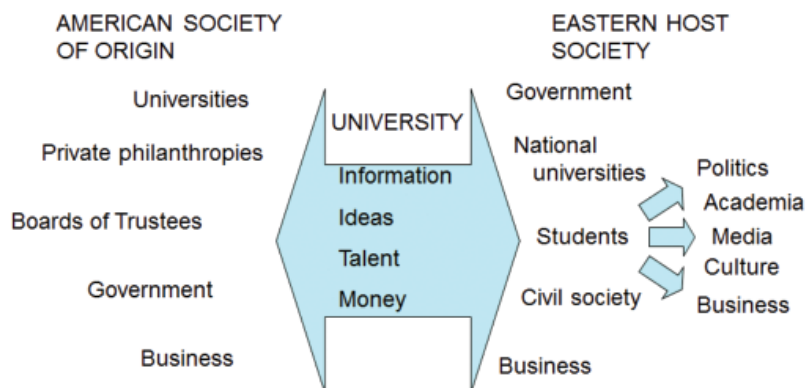 AMERICAN SOCIETY
OF ORIGIN
Universities
Private philanthropies
Boards of Trustees
Government
Business
UNIVERSITY
Information
Ideas
Talent
Money
EASTERN HOST
SOCIETY
Government
National
universities
Students
Civil society
Business
Politics
Academia
Media
Culture
Business